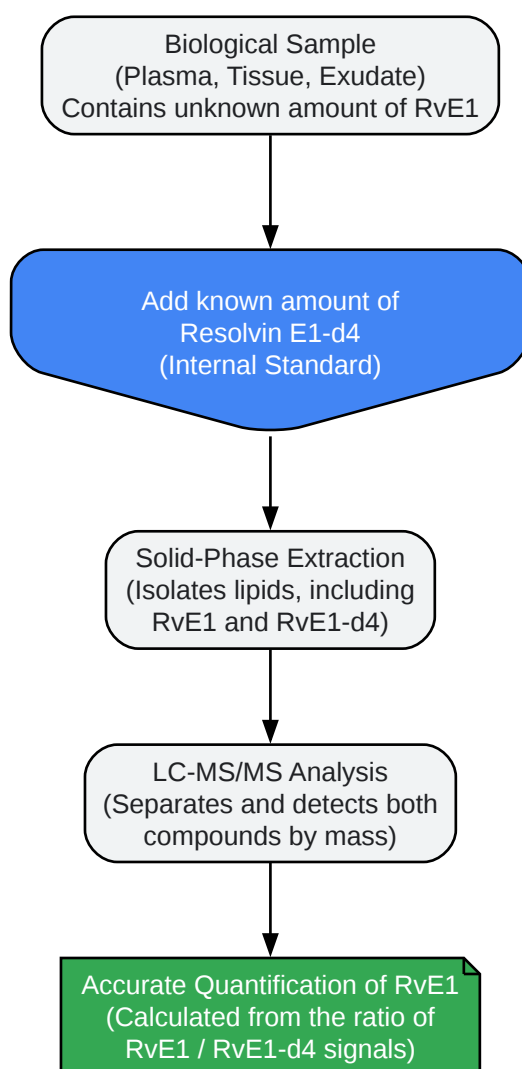 Biological Sample
(Plasma, Tissue, Exudate)
Contains unknown amount of RvE1
Add known amount of
Resolvin E1-d4
(Internal Standard)
Solid-Phase Extraction
(Isolates lipids, including
RvE1 and RvE1-d4)
LC-MS/MS Analysis
(Separates and detects both
compounds by mass)
Accurate Quantification of RvE1
(Calculated from the ratio of
RvE1 / RvE1-d4 signals)